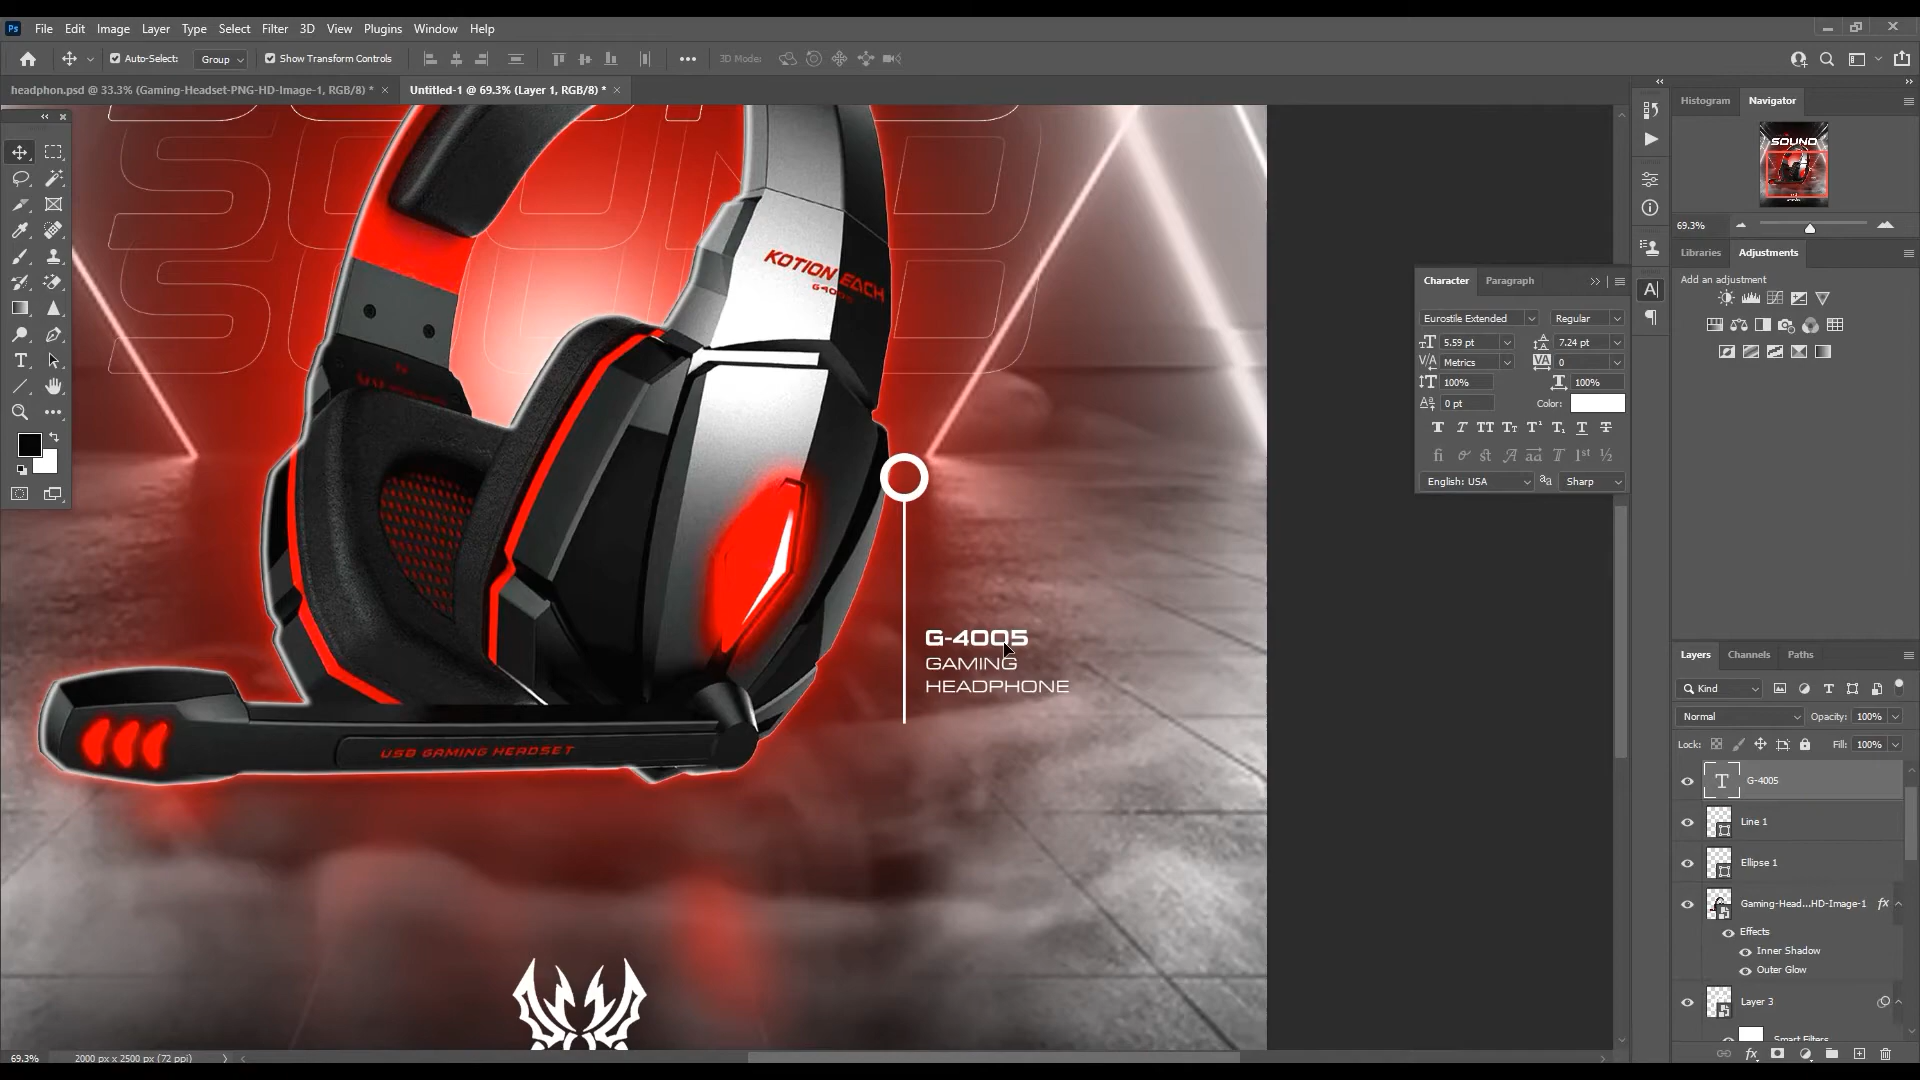 Ps File Edit Image Layer Type Select Filter 3D View Plugins Window Help
Auto-Select: Group Show Transform Controls 3D Mode:
headphon.psd @ 33.3% (Gaming-Headset-PNG-HD-Image-1, RGB/8) * ×
Untitled-1 @ 69.3% (Layer 1, RGB/8) * ×
Histogram Navigator
SOUND
69.3%
Libraries Adjustments
Add an adjustment
SOUND
SOUND
KOTION EACH
G4005
Character Paragraph
Eurostile Extended Regular
5.59 pt 7.24 pt
Metrics 0
100% 100%
0 pt Color:
English: USA Sharp
G-4005
GAMING
HEADPHONE
USB GAMING HEADSET
Layers Channels Paths
Kind
Normal Opacity: 100%
Lock: Fill: 100%
G-4005
Line 1
Ellipse 1
Gaming-Head...HD-Image-1 fx
Effects
Inner Shadow
Outer Glow
Layer 3
Smart Filters
69.3% 2000 px x 2500 px (72 ppi)